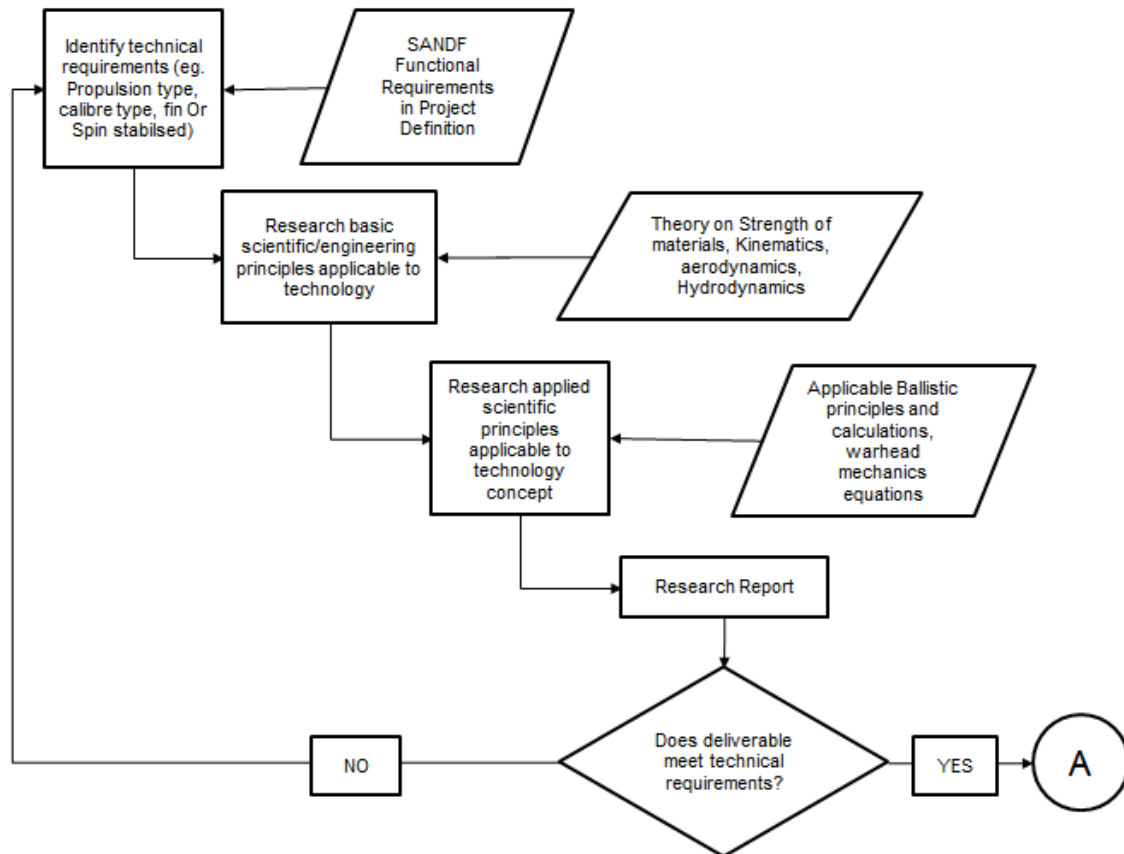 Identify technical
requirements (eg.
Propulsion type,
calibre type, fin Or
Spin stabilsed)
SANDF
Functional
Requirements
in Project
Definition
Research basic
scientific/engineering
principles applicable to
technology
Theory on Strength of
materials, Kinematics,
aerodynamics,
Hydrodynamics
Research applied
scientific
principles
applicable to
technology
concept
Applicable Ballistic
principles and
calculations,
warhead
mechanics
equations
Research Report
Does deliverable
meet technical
requirements?
NO
YES
A